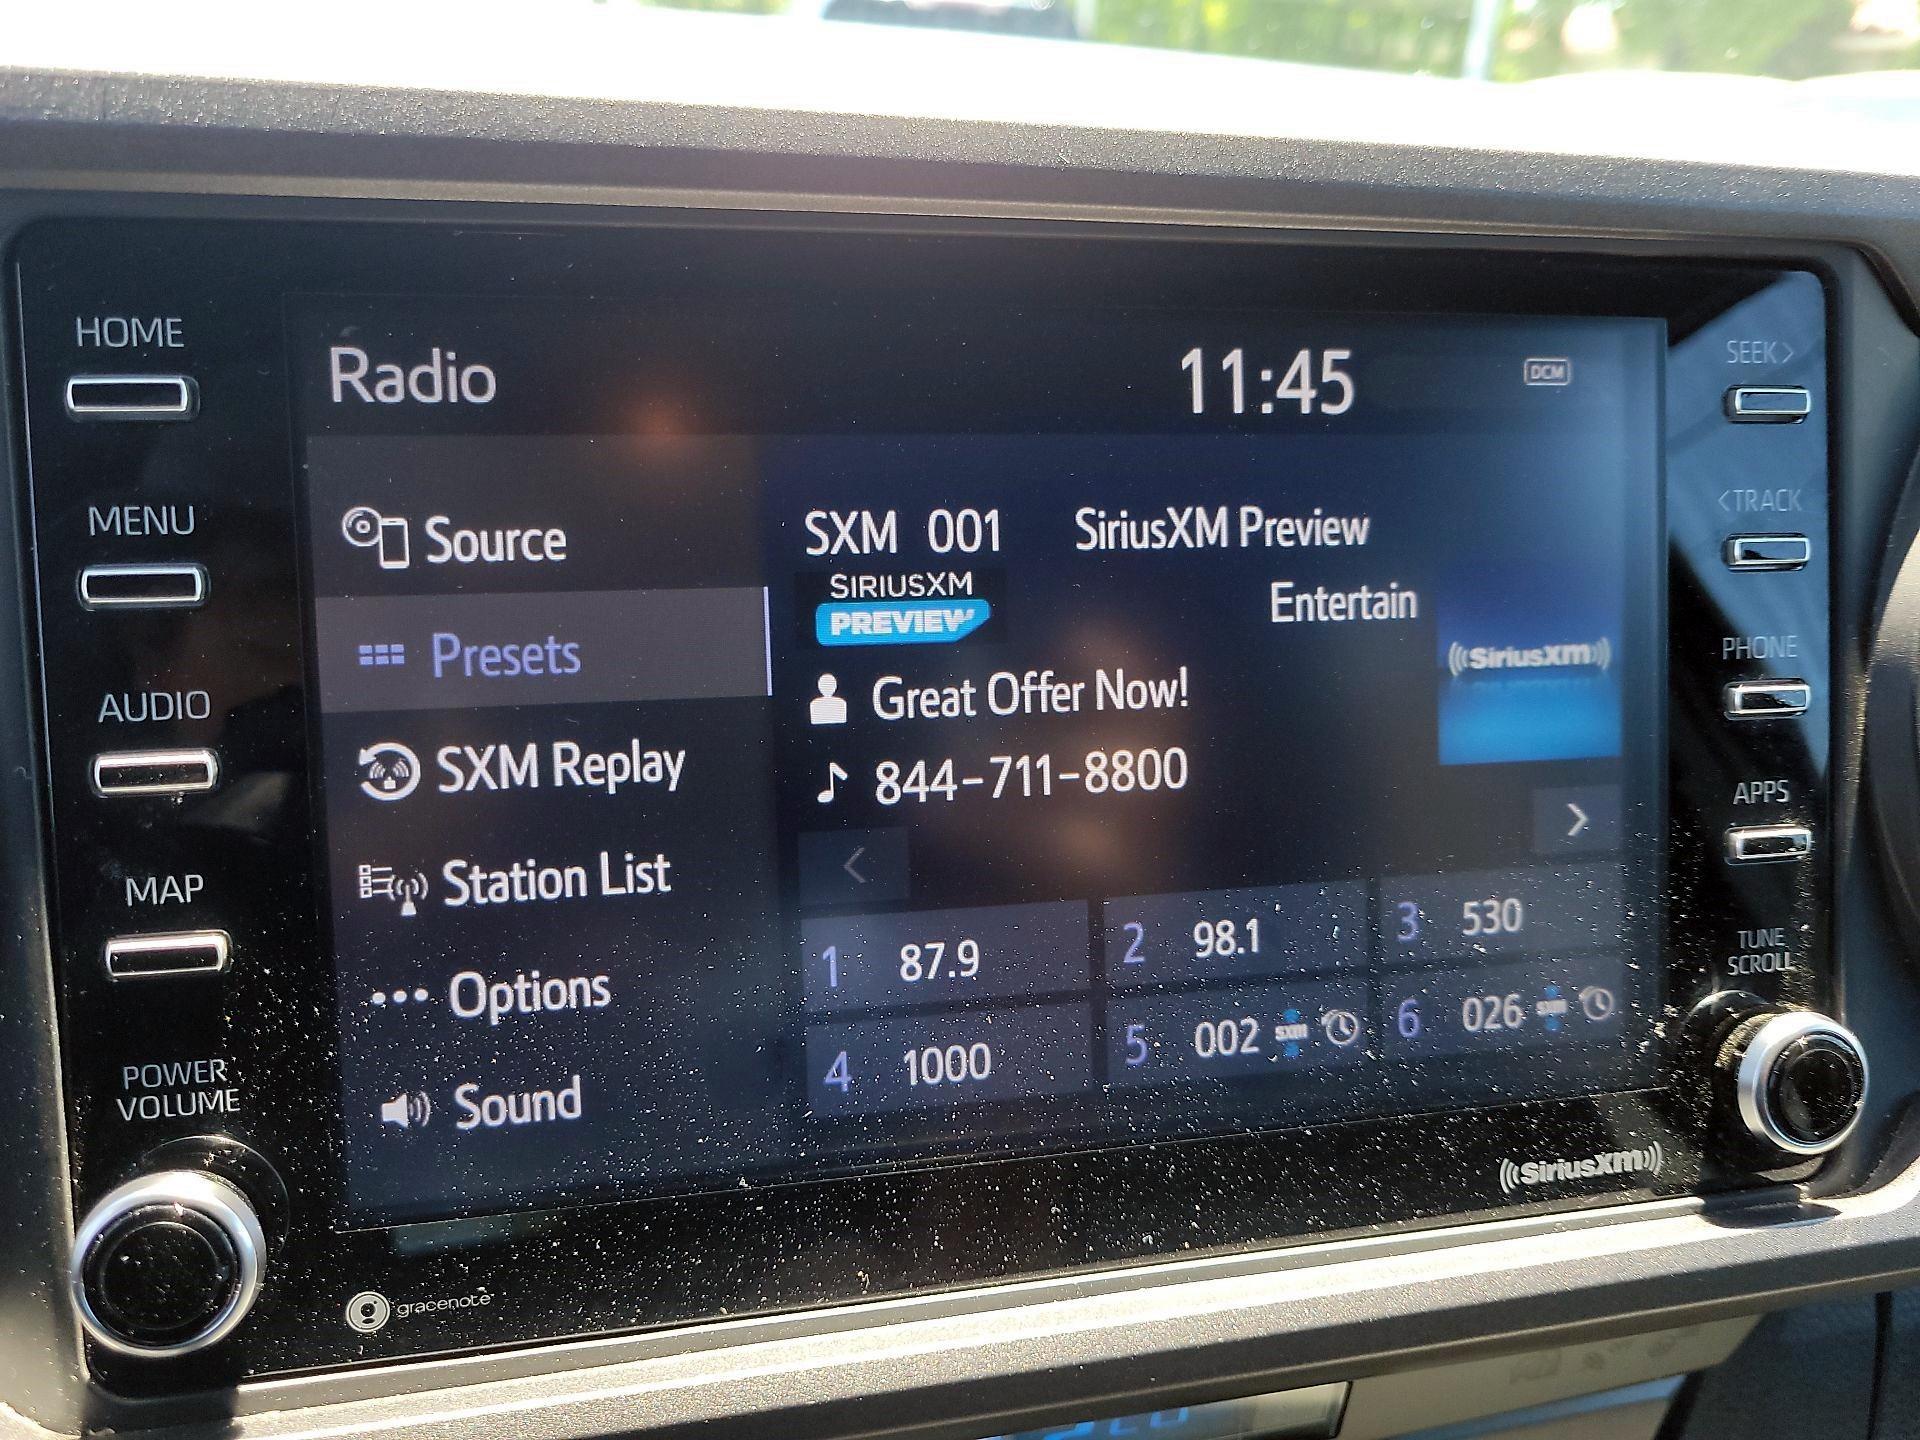 HOME
MENU
AUDIO
MAP
POWER
VOLUME
Radio
11:45
DCM
Source
Presets
SXM Replay
Station List
Options
Sound
SXM 001 SiriusXM Preview
SIRIUSXM
PREVIEW
Entertain
Great Offer Now!
844-711-8800
((SiriusXM))
<
>
1 87.9
2 98.1
3 530
4 1000
5 002 SXM
6 026 SXM
SEEK>
<TRACK
PHONE
APPS
TUNE
SCROLL
((SiriusXM))
gracenote